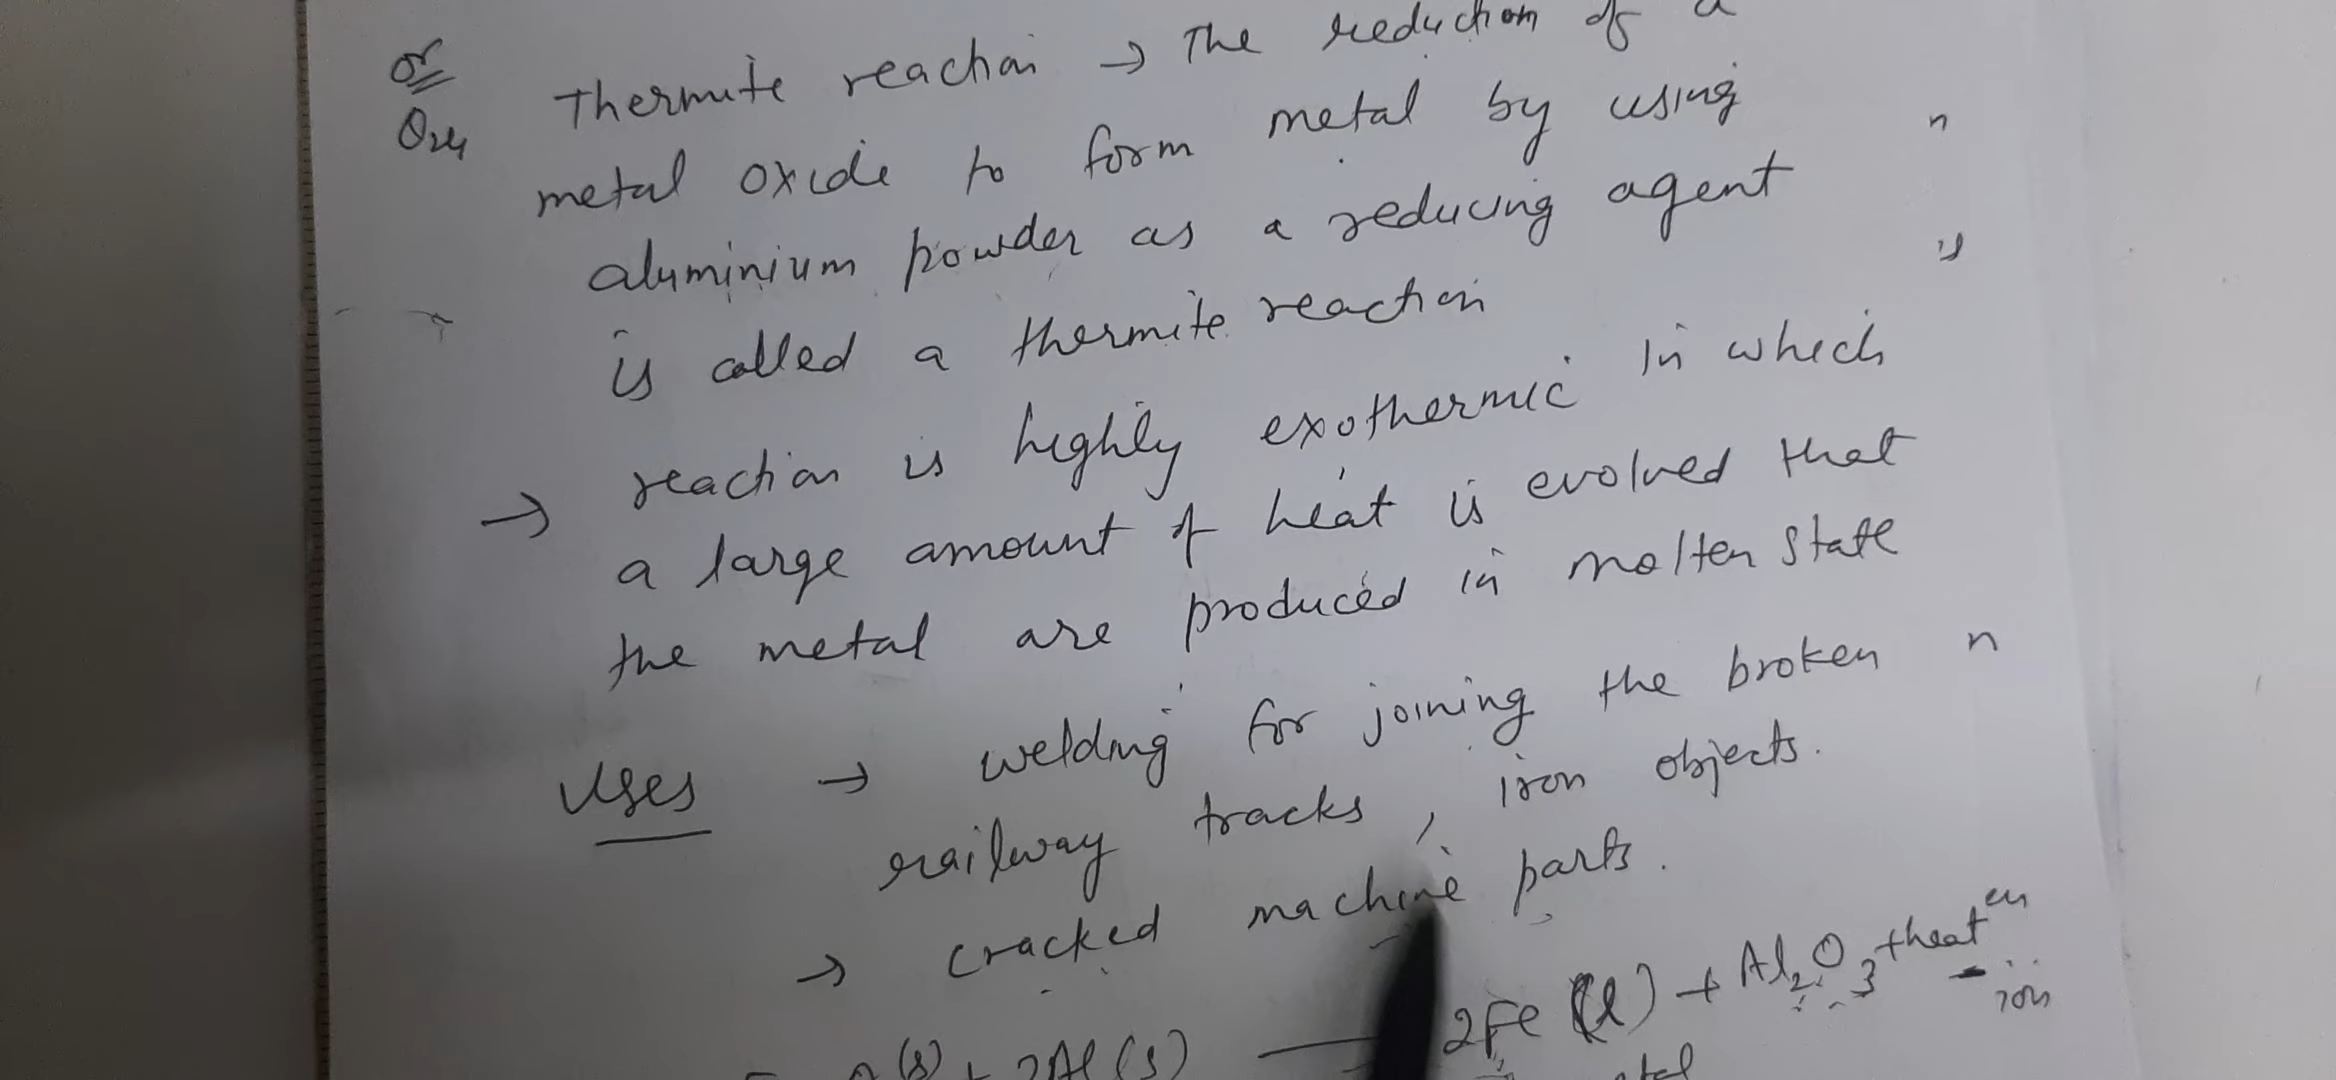 or Thermite reaction → The reduction of a
Q24 metal oxide to form metal by using
aluminium powder as a reducing agent
is called a thermite reaction
→ reaction is highly exothermic in which
a large amount of heat is evolved that
the metal are produced in molten state
Uses → welding for joining the broken
railway tracks, iron objects.
→ cracked machine parts.
(s) + 2Al(s) → 2Fe(l) + Al2O3 + heat